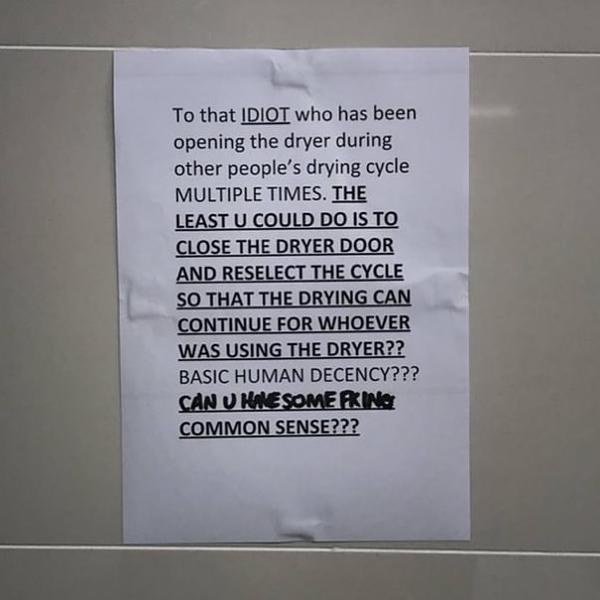 To that IDIOT who has been
opening the dryer during
other people's drying cycle
MULTIPLE TIMES. THE
LEAST U COULD DO IS TO
CLOSE THE DRYER DOOR
AND RESELECT THE CYCLE
SO THAT THE DRYING CAN
CONTINUE FOR WHOEVER
WAS USING THE DRYER??
BASIC HUMAN DECENCY???
CAN U HAVE SOME FKING
COMMON SENSE???